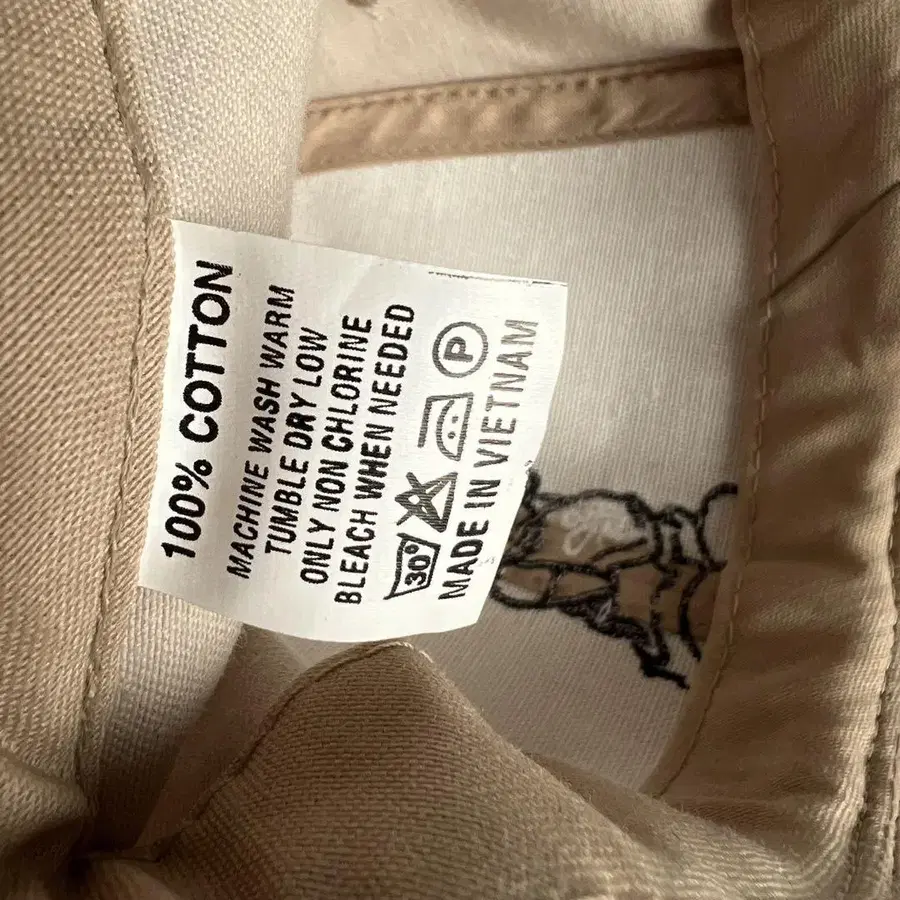 100% COTTON
MACHINE WASH WARM
TUMBLE DRY LOW
ONLY NON CHLORINE
BLEACH WHEN NEEDED
30° P
MADE IN VIETNAM